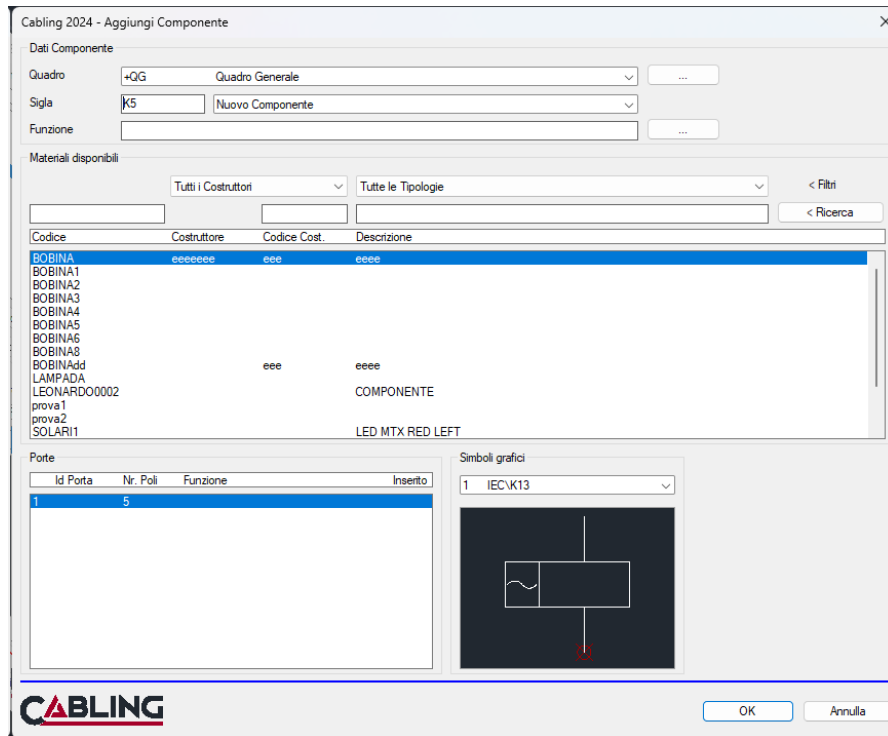 Cabling 2024 - Aggiungi Componente
Dati Componente
Quadro +QG Quadro Generale ...
Sigla K5 Nuovo Componente
Funzione ...
Materiali disponibili
Tutti i Costruttori Tutte le Tipologie < Filtri
< Ricerca
Codice Costruttore Codice Cost. Descrizione
BOBINA eeeeeee eee eeee
BOBINA1
BOBINA2
BOBINA3
BOBINA4
BOBINA5
BOBINA6
BOBINA8
BOBINAdd eee eeee
LAMPADA
LEONARDO0002 COMPONENTE
prova1
prova2
SOLARI1 LED MTX RED LEFT
Porte
Id Porta Nr. Poli Funzione Inserito
1 5
Simboli grafici
1 IEC\K13
CABLING
OK Annulla